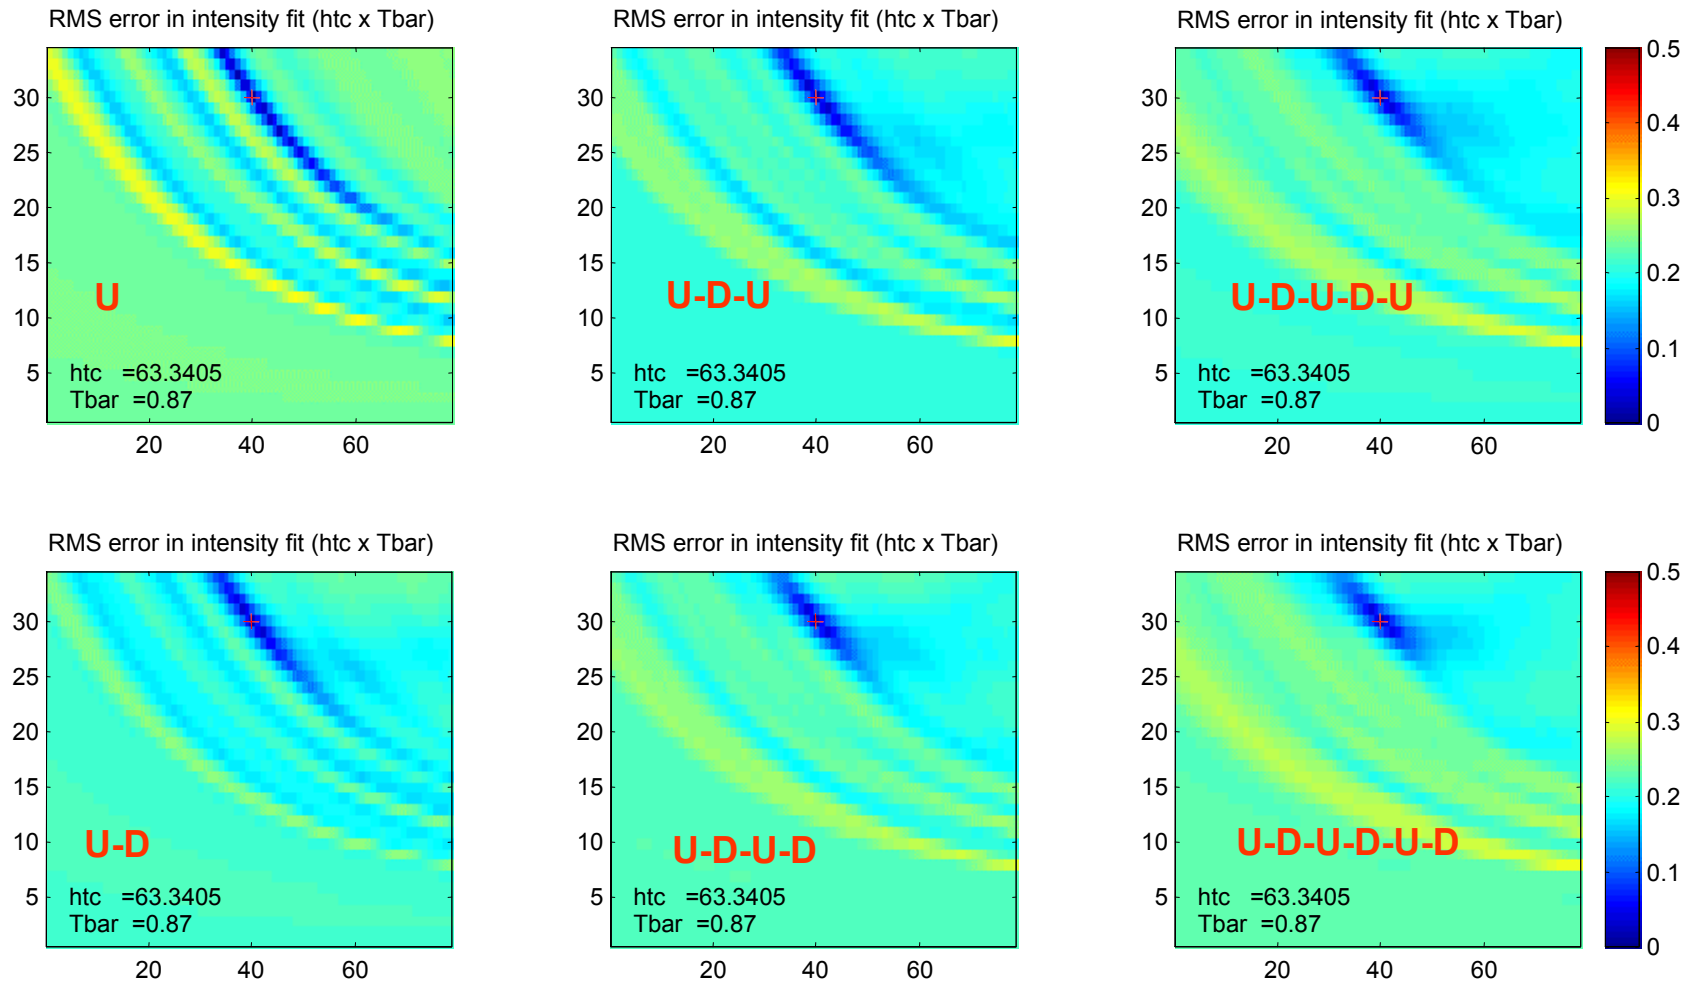 RMS error in intensity fit (htc x Tbar)
30
25
20
15
10
5
U
htc =63.3405
Tbar =0.87
20 40 60
RMS error in intensity fit (htc x Tbar)
30
25
20
15
10
5
U-D-U
htc =63.3405
Tbar =0.87
20 40 60
RMS error in intensity fit (htc x Tbar)
30
25
20
15
10
5
U-D-U-D-U
htc =63.3405
Tbar =0.87
20 40 60
0.5
0.4
0.3
0.2
0.1
0
RMS error in intensity fit (htc x Tbar)
30
25
20
15
10
5
U-D
htc =63.3405
Tbar =0.87
20 40 60
RMS error in intensity fit (htc x Tbar)
30
25
20
15
10
5
U-D-U-D
htc =63.3405
Tbar =0.87
20 40 60
RMS error in intensity fit (htc x Tbar)
30
25
20
15
10
5
U-D-U-D-U-D
htc =63.3405
Tbar =0.87
20 40 60
0.5
0.4
0.3
0.2
0.1
0